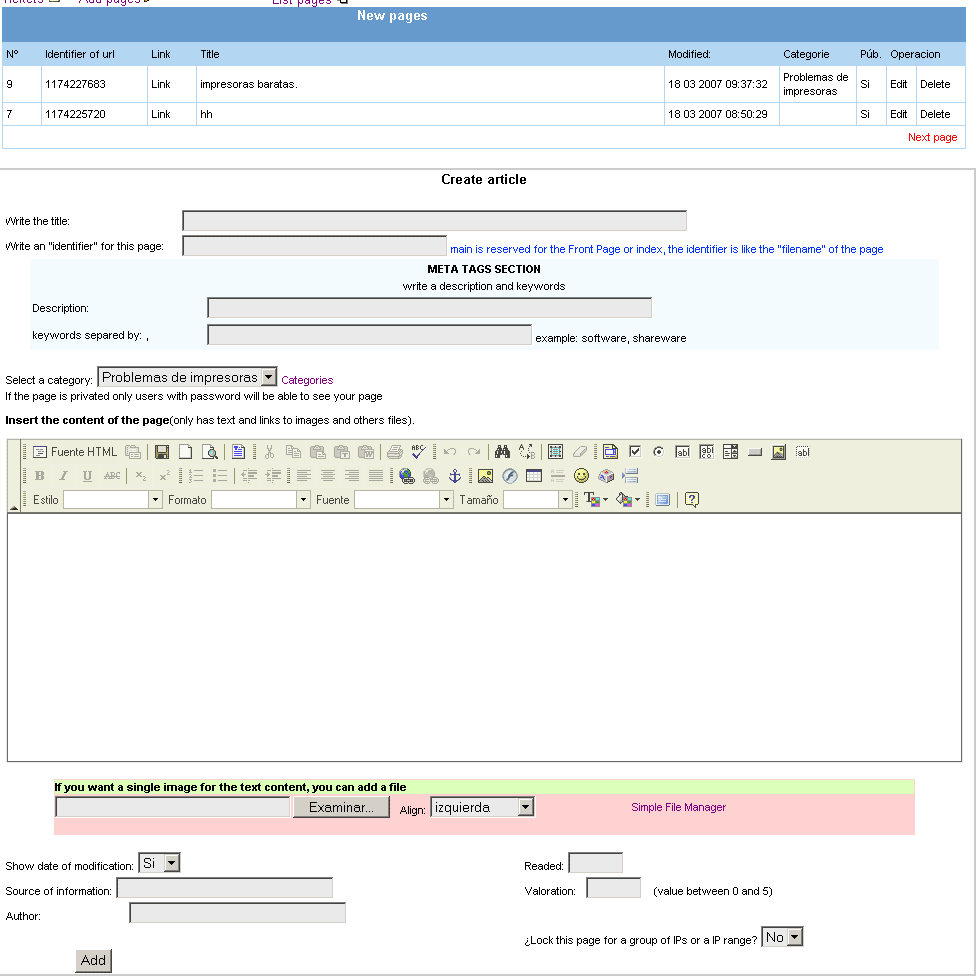 Tickets Add pages List pages
New pages
Nº Identifier of url Link Title Modified: Categorie Púb. Operacion
9 1174227683 Link impresoras baratas. 18 03 2007 09:37:32 Problemas de impresoras Si Edit Delete
7 1174225720 Link hh 18 03 2007 08:50:29 Si Edit Delete
Next page
Create article
Write the title:
Write an "identifier" for this page: main is reserved for the Front Page or index, the identifier is like the "filename" of the page
META TAGS SECTION
write a description and keywords
Description:
keywords separed by: , example: software, shareware
Select a category: Problemas de impresoras Categories
If the page is privated only users with password will be able to see your page
Insert the content of the page(only has text and links to images and others files).
Fuente HTML
B I U ABC x₂ x²
Estilo Formato Fuente Tamaño
If you want a single image for the text content, you can add a file
Examinar... Align: izquierda Simple File Manager
Show date of modification: Si Readed:
Source of information: Valoration: (value between 0 and 5)
Author:
¿Lock this page for a group of IPs or a IP range? No
Add